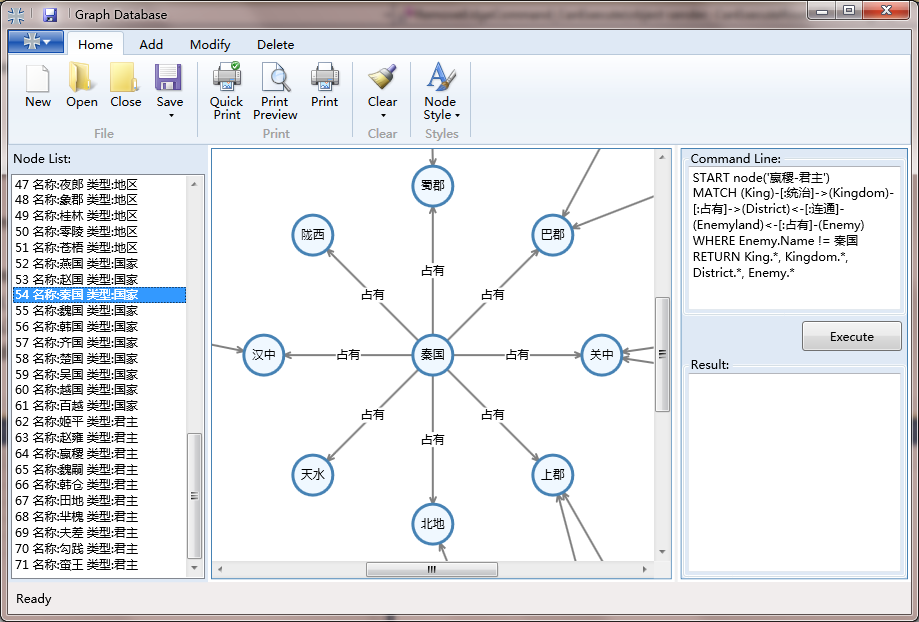 Graph Database
Home Add Modify Delete
New Open Close Save
Quick Print
Print Preview
Print
Clear
Node Style
File Print Clear Styles
Node List:
47 名称:夜郎 类型:地区
48 名称:象郡 类型:地区
49 名称:桂林 类型:地区
50 名称:零陵 类型:地区
51 名称:苍梧 类型:地区
52 名称:燕国 类型:国家
53 名称:赵国 类型:国家
54 名称:秦国 类型:国家
55 名称:魏国 类型:国家
56 名称:韩国 类型:国家
57 名称:齐国 类型:国家
58 名称:楚国 类型:国家
59 名称:吴国 类型:国家
60 名称:越国 类型:国家
61 名称:百越 类型:国家
62 名称:姬平 类型:君主
63 名称:赵雍 类型:君主
64 名称:嬴稷 类型:君主
65 名称:魏嗣 类型:君主
66 名称:韩仓 类型:君主
67 名称:田地 类型:君主
68 名称:芈槐 类型:君主
69 名称:夫差 类型:君主
70 名称:勾践 类型:君主
71 名称:蛮王 类型:君主
蜀郡
陇西
巴郡
占有
占有
占有
汉中
占有
秦国
占有
关中
占有
占有
占有
天水
上郡
北地
Command Line:
START node('嬴稷-君主')
MATCH (King)-[:统治]->(Kingdom)-
[:占有]->(District)<-[:连通]-
(Enemyland)<-[:占有]-(Enemy)
WHERE Enemy.Name != 秦国
RETURN King.*, Kingdom.*,
District.*, Enemy.*
Execute
Result:
Ready